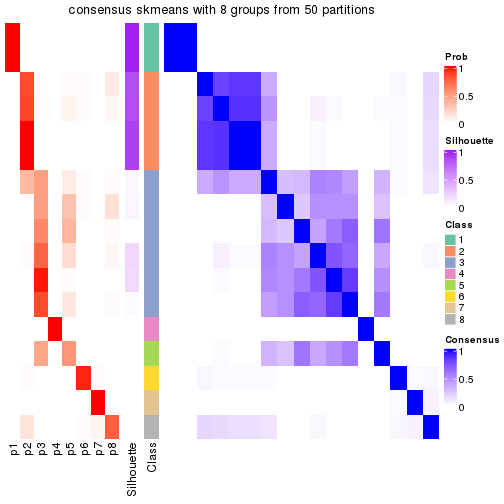 consensus skmeans with 8 groups from 50 partitions
Prob
1
0.5
0
Silhouette
1
0.5
0
Class
1
2
3
4
5
6
7
8
Consensus
1
0.5
0
p1
p2
p3
p4
p5
p6
p7
p8
Silhouette
Class